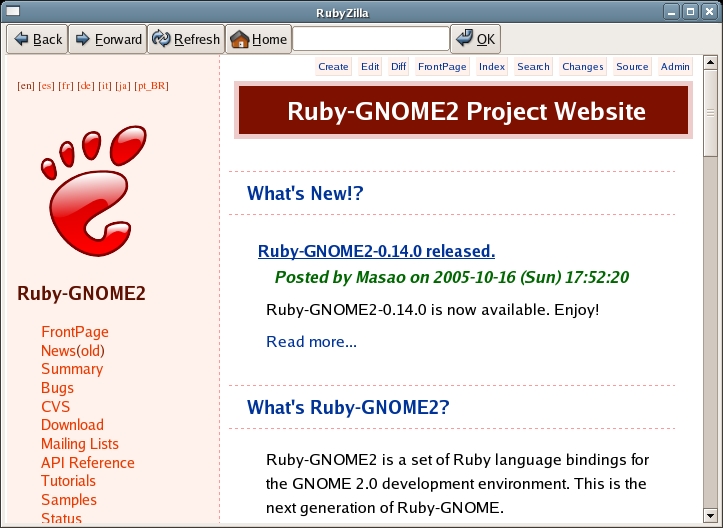 RubyZilla
Back Forward Refresh Home OK
[en] [es] [fr] [de] [it] [ja] [pt_BR]
Ruby-GNOME2
FrontPage
News(old)
Summary
Bugs
CVS
Download
Mailing Lists
API Reference
Tutorials
Samples
Status
Create Edit Diff FrontPage Index Search Changes Source Admin
Ruby-GNOME2 Project Website
What's New!?
Ruby-GNOME2-0.14.0 released.
Posted by Masao on 2005-10-16 (Sun) 17:52:20
Ruby-GNOME2-0.14.0 is now available. Enjoy!
Read more...
What's Ruby-GNOME2?
Ruby-GNOME2 is a set of Ruby language bindings for
the GNOME 2.0 development environment. This is the
next generation of Ruby-GNOME.